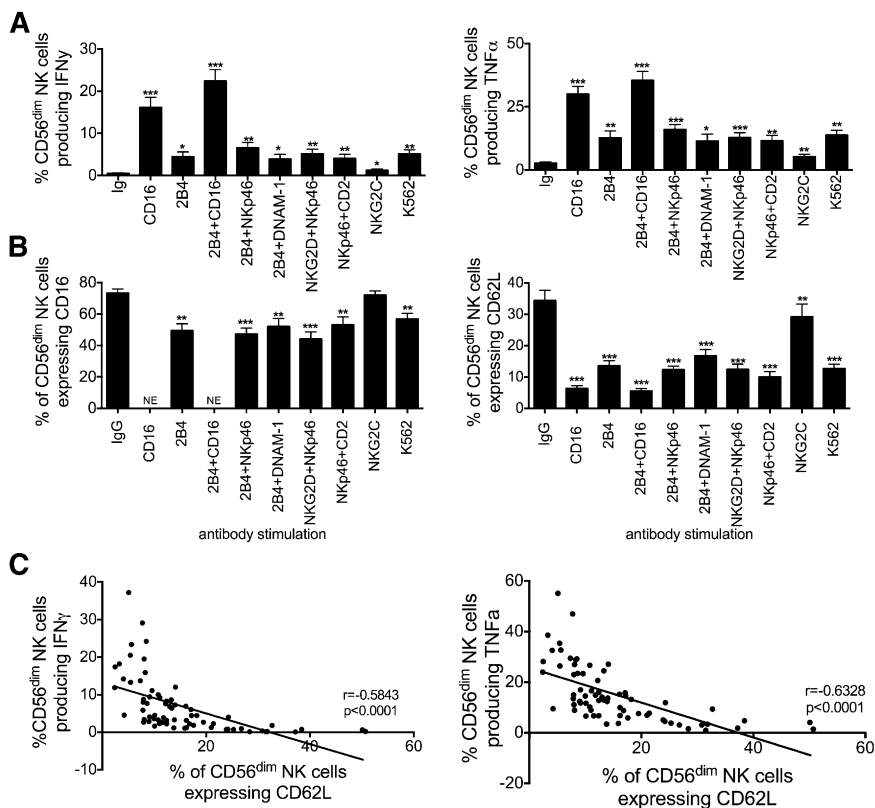 A
% CD56dim NK cells
producing IFNy
30
20
10
0
***
*
***
**
*
**
**
*
**
Ig
CD16
2B4
2B4+CD16
2B4+NKp46
2B4+DNAM-1
NKG2D+NKp46
NKp46+CD2
NKG2C
K562
% CD56dim NK cells
producing TNFα
50
25
0
***
**
***
***
*
***
**
**
**
Ig
CD16
2B4
2B4+CD16
2B4+NKp46
2B4+DNAM-1
NKG2D+NKp46
NKp46+CD2
NKG2C
K562
B
% of CD56dim NK cells
expressing CD16
80
60
40
20
0
NE
**
NE
***
**
***
**
**
IgG
CD16
2B4
2B4+CD16
2B4+NKp46
2B4+DNAM-1
NKG2D+NKp46
NKp46+CD2
NKG2C
K562
antibody stimulation
% of CD56dim NK cells
expressing CD62L
40
30
20
10
0
***
***
***
***
***
***
***
**
***
IgG
CD16
2B4
2B4+CD16
2B4+NKp46
2B4+DNAM-1
NKG2D+NKp46
NKp46+CD2
NKG2C
K562
antibody stimulation
C
%CD56dim NK cells
producing IFNγ
40
30
20
10
0
-10
20
40
60
r=-0.5843
p<0.0001
% of CD56dim NK cells
expressing CD62L
% CD56dim NK cells
producing TNFa
60
40
20
0
-20
20
40
60
r=-0.6328
p<0.0001
% of CD56dim NK cells
expressing CD62L